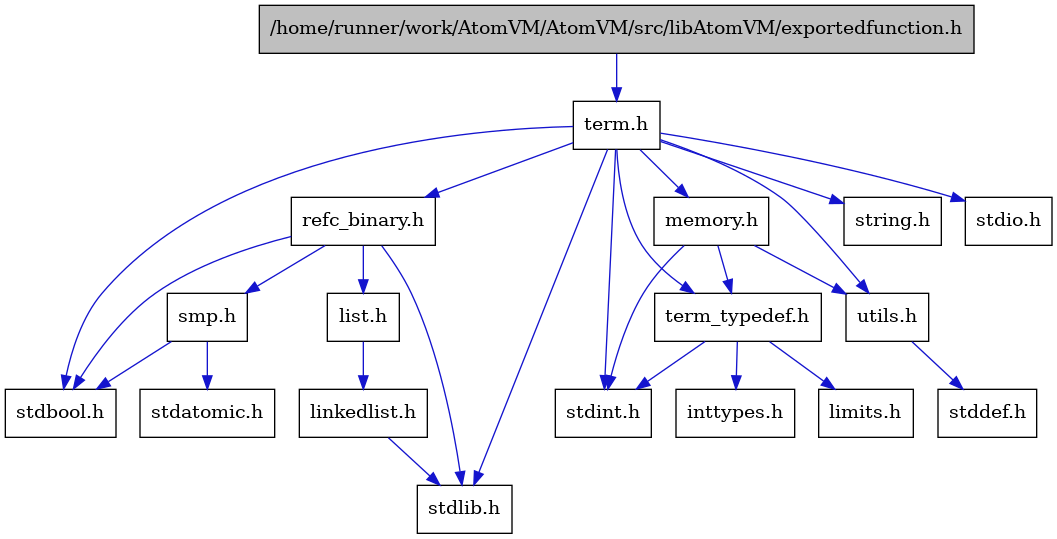 /home/runner/work/AtomVM/AtomVM/src/libAtomVM/exportedfunction.h
term.h
refc_binary.h
memory.h
string.h
stdio.h
smp.h
list.h
term_typedef.h
utils.h
stdbool.h
stdatomic.h
linkedlist.h
stdint.h
inttypes.h
limits.h
stddef.h
stdlib.h